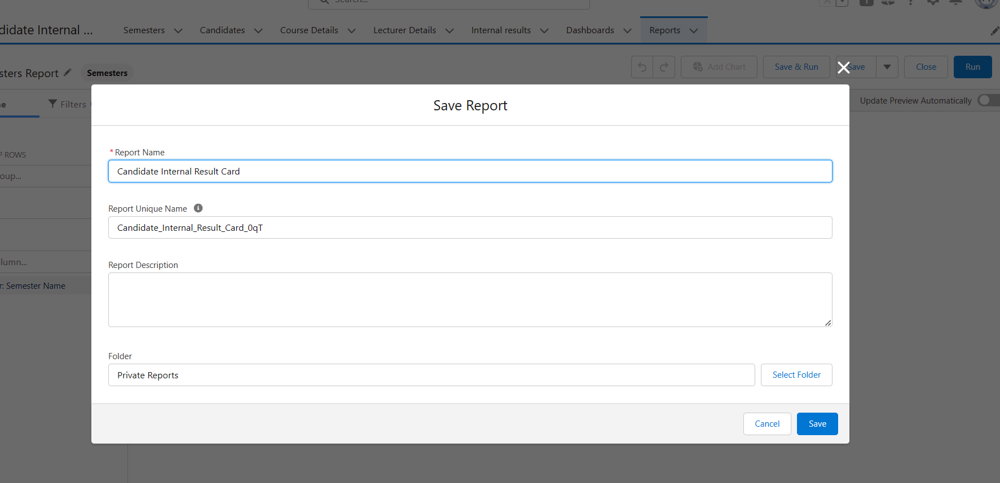 Search...
didate Internal ...
Semesters
Candidates
Course Details
Lecturer Details
Internal results
Dashboards
Reports
sters Report
Semesters
Add Chart
Save & Run
Save
Close
Run
Filters
Update Preview Automatically
Save Report
* Report Name
Candidate Internal Result Card
P ROWS
oup...
Report Unique Name
Candidate_Internal_Result_Card_0qT
Report Description
lumn...
r: Semester Name
Folder
Private Reports
Select Folder
Cancel
Save